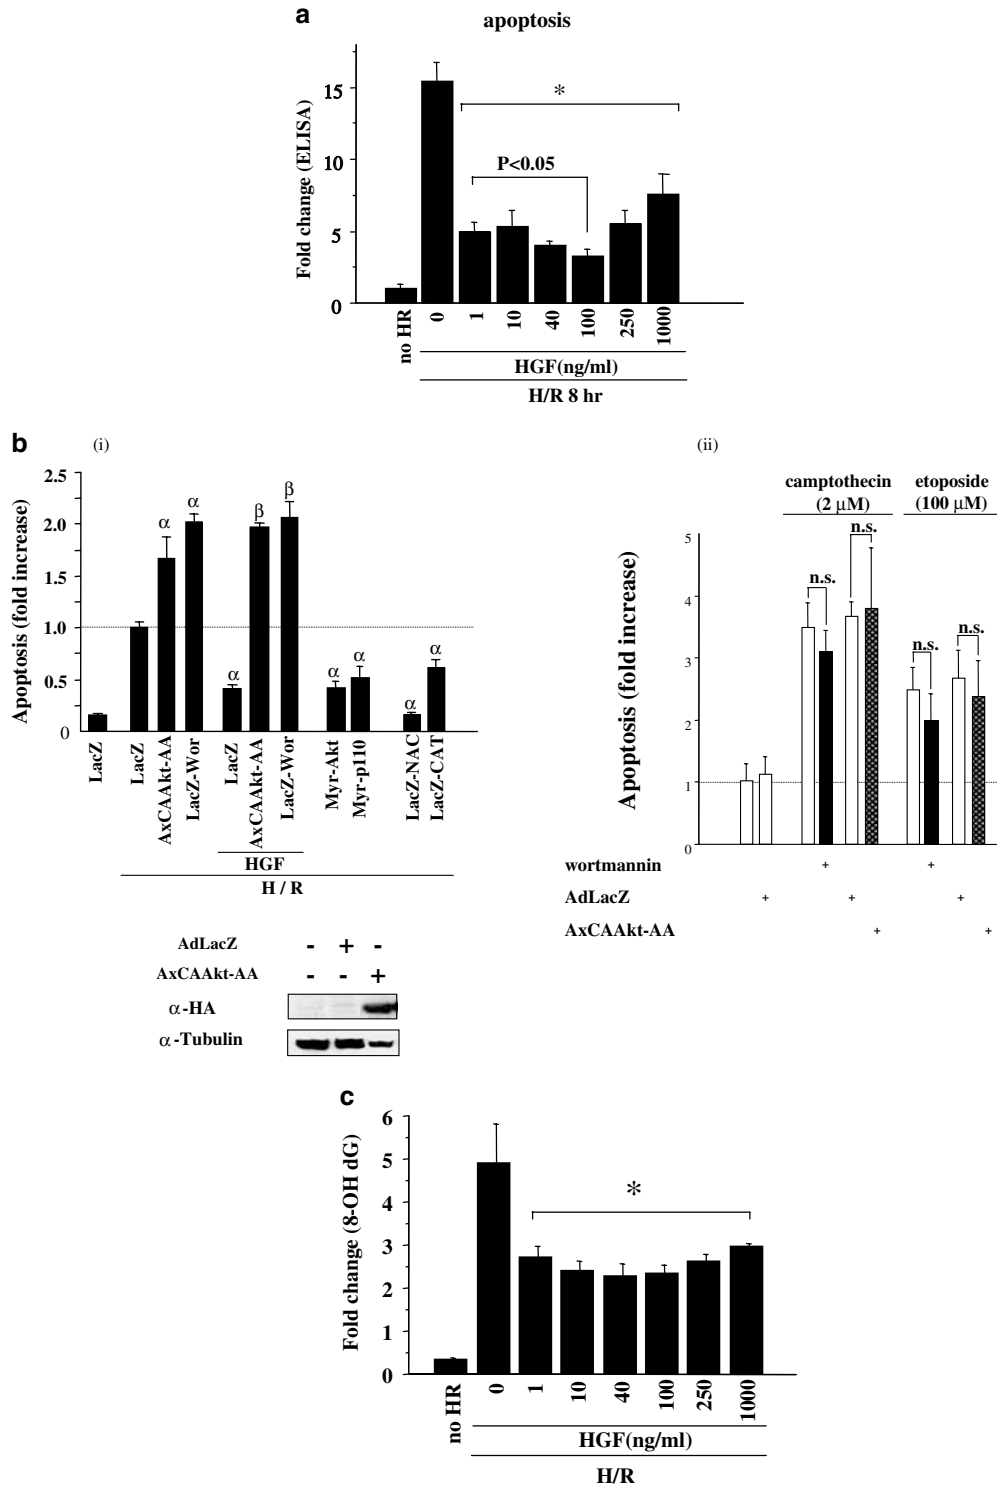 a
apoptosis
Fold change (ELISA)
15
10
5
0
*
P<0.05
no HR
0
1
10
40
100
250
1000
HGF(ng/ml)
H/R 8 hr
b
(i)
Apoptosis (fold increase)
2.5
2.0
1.5
1.0
0.5
0
α
α
α
β
β
α
α
α
α
LacZ
LacZ
AxCAAkt-AA
LacZ-Wor
LacZ
AxCAAkt-AA
LacZ-Wor
Myr-Akt
Myr-p10
LacZ-NAC
LacZ-CAT
HGF
H / R
AdLacZ - + -
AxCAAkt-AA - - +
α-HA
α-Tubulin
(ii)
camptothecin
(2 μM)
etoposide
(100 μM)
Apoptosis (fold increase)
5
4
3
2
1
0
n.s.
n.s.
n.s.
n.s.
wortmannin + +
AdLacZ + + +
AxCAAkt-AA + +
c
Fold change (8-OH dG)
6
5
4
3
2
1
0
*
no HR
0
1
10
40
100
250
1000
HGF(ng/ml)
H/R